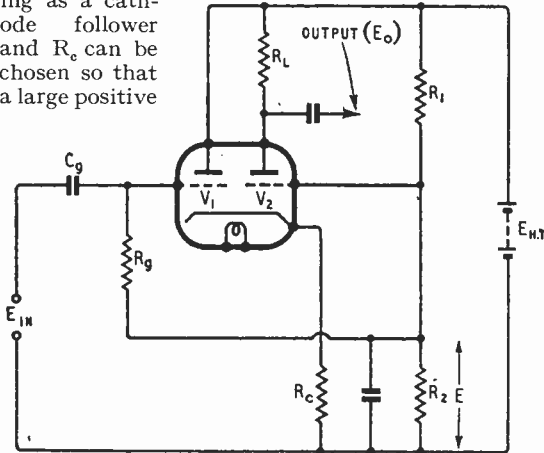 ing as a cath-
ode follower
and Rc can be
chosen so that
a large positive
OUTPUT (Eo)
RL
R1
Cg
V1
V2
Rg
EH.T
EIN
Rc
R2
E